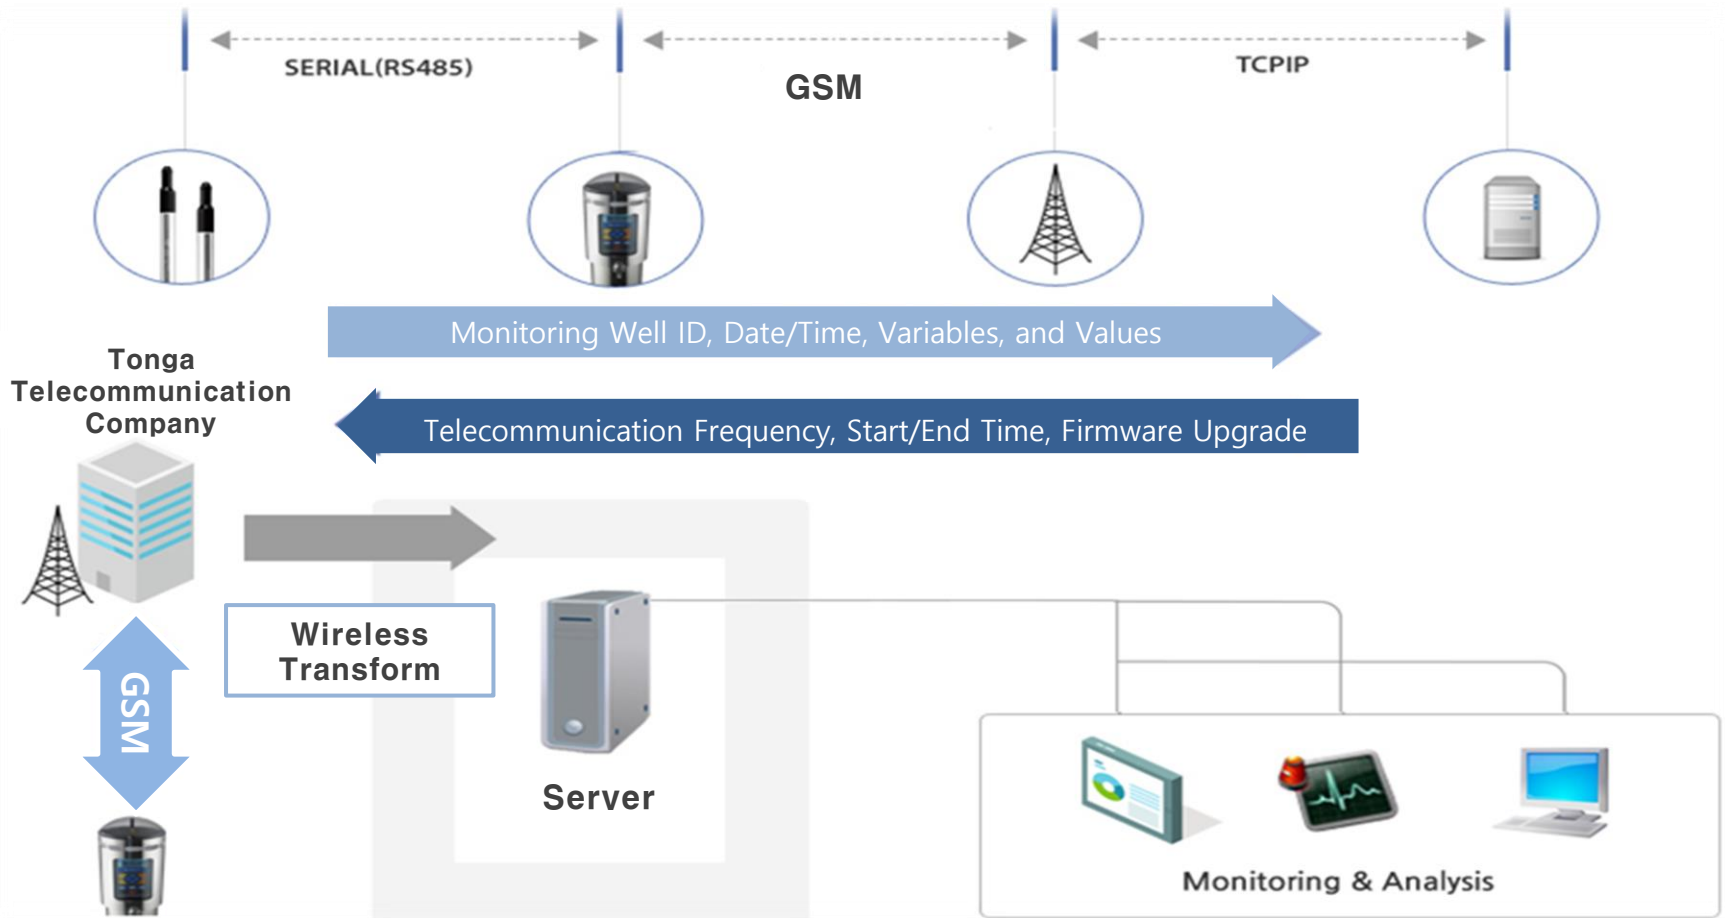 SERIAL(RS485)
GSM
TCPIP
Monitoring Well ID, Date/Time, Variables, and Values
Telecommunication Frequency, Start/End Time, Firmware Upgrade
Tonga
Telecommunication
Company
Wireless
Transform
GSM
Server
Monitoring & Analysis